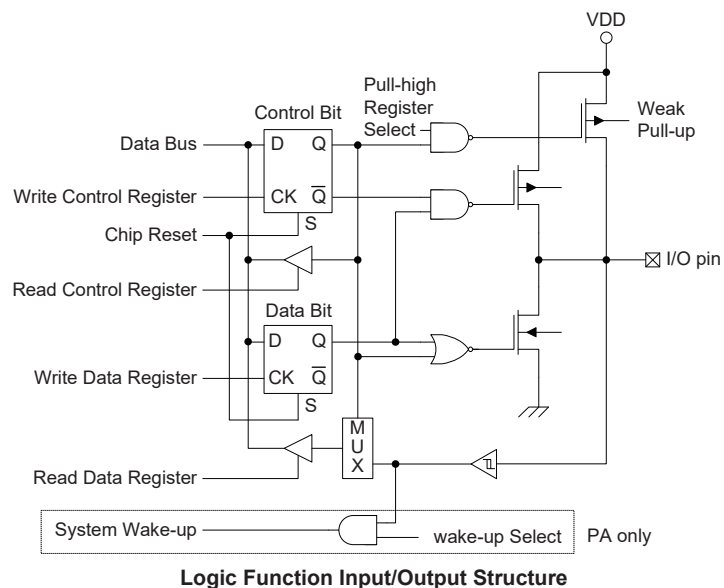 VDD
Pull-high
Register
Select
Weak
Pull-up
Control Bit
Data Bus
D
Q
Write Control Register
CK
Q
S
Chip Reset
I/O pin
Read Control Register
Data Bit
D
Q
Write Data Register
CK
Q
S
M
U
X
Read Data Register
System Wake-up
wake-up Select
PA only
Logic Function Input/Output Structure